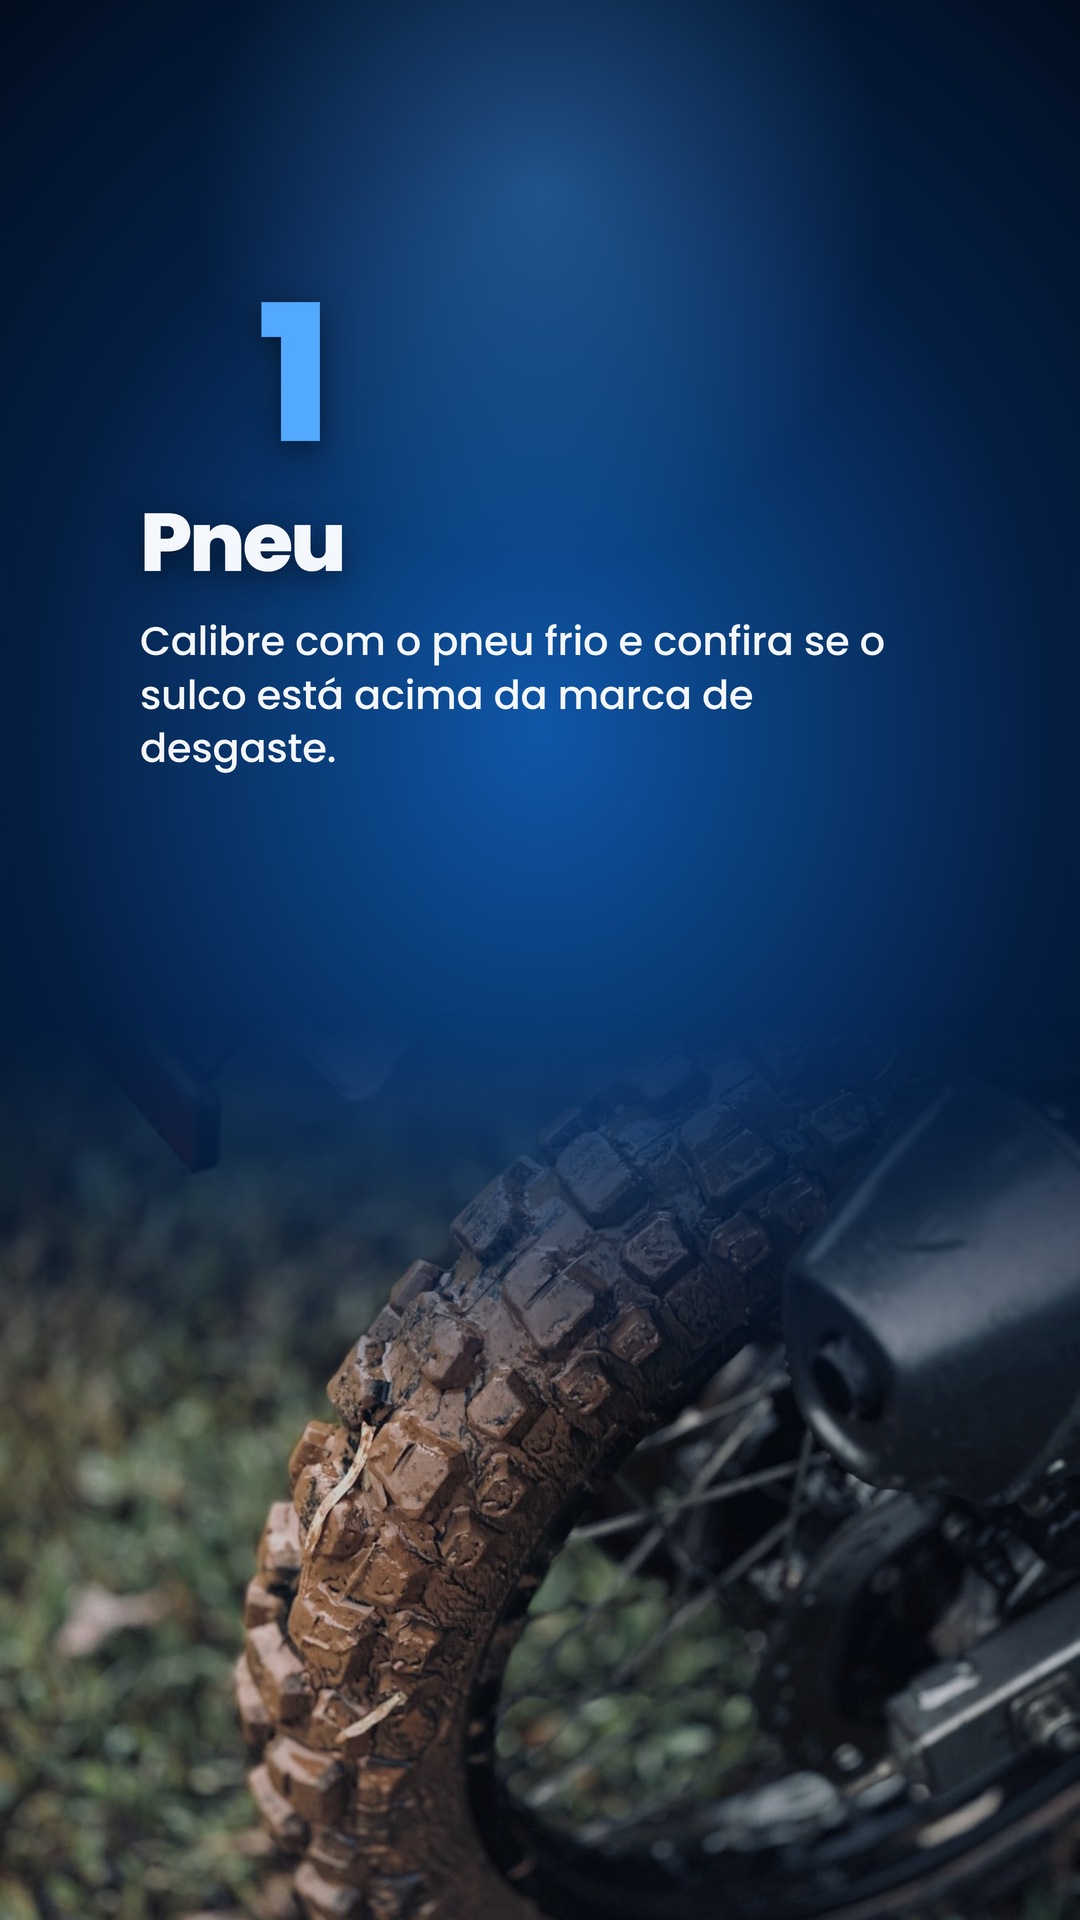 1
Pneu
Calibre com o pneu frio e confira se o
sulco está acima da marca de
desgaste.